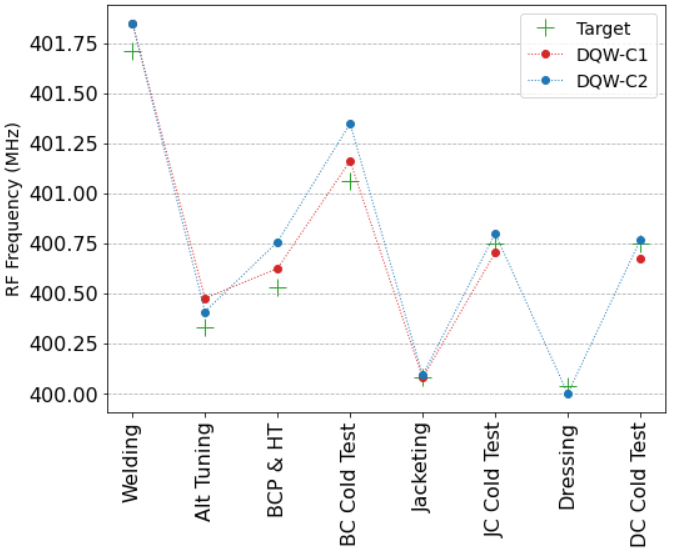 RF Frequency (MHz)
401.75
401.50
401.25
401.00
400.75
400.50
400.25
400.00
Target
DQW-C1
DQW-C2
Welding
Alt Tuning
BCP & HT
BC Cold Test
Jacketing
JC Cold Test
Dressing
DC Cold Test